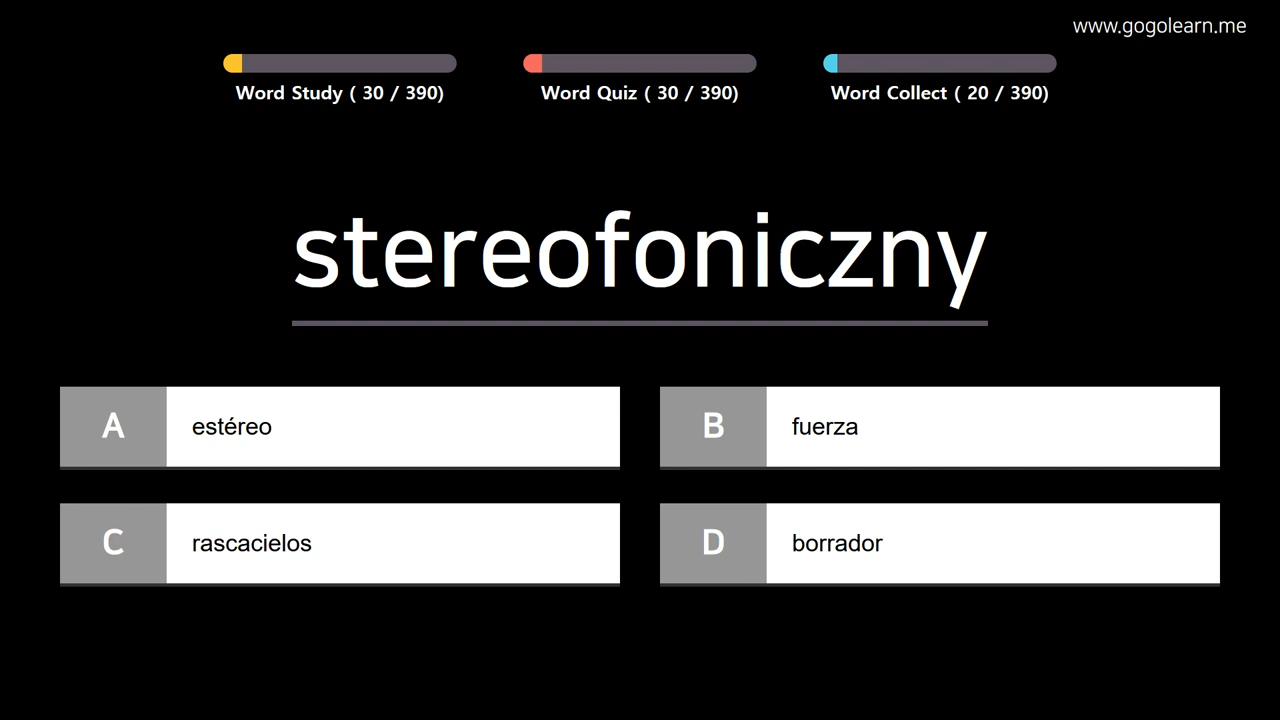 www.gogolearn.me
Word Study ( 30 / 390)
Word Quiz ( 30 / 390)
Word Collect ( 20 / 390)
stereofoniczny
A estéreo
B fuerza
C rascacielos
D borrador